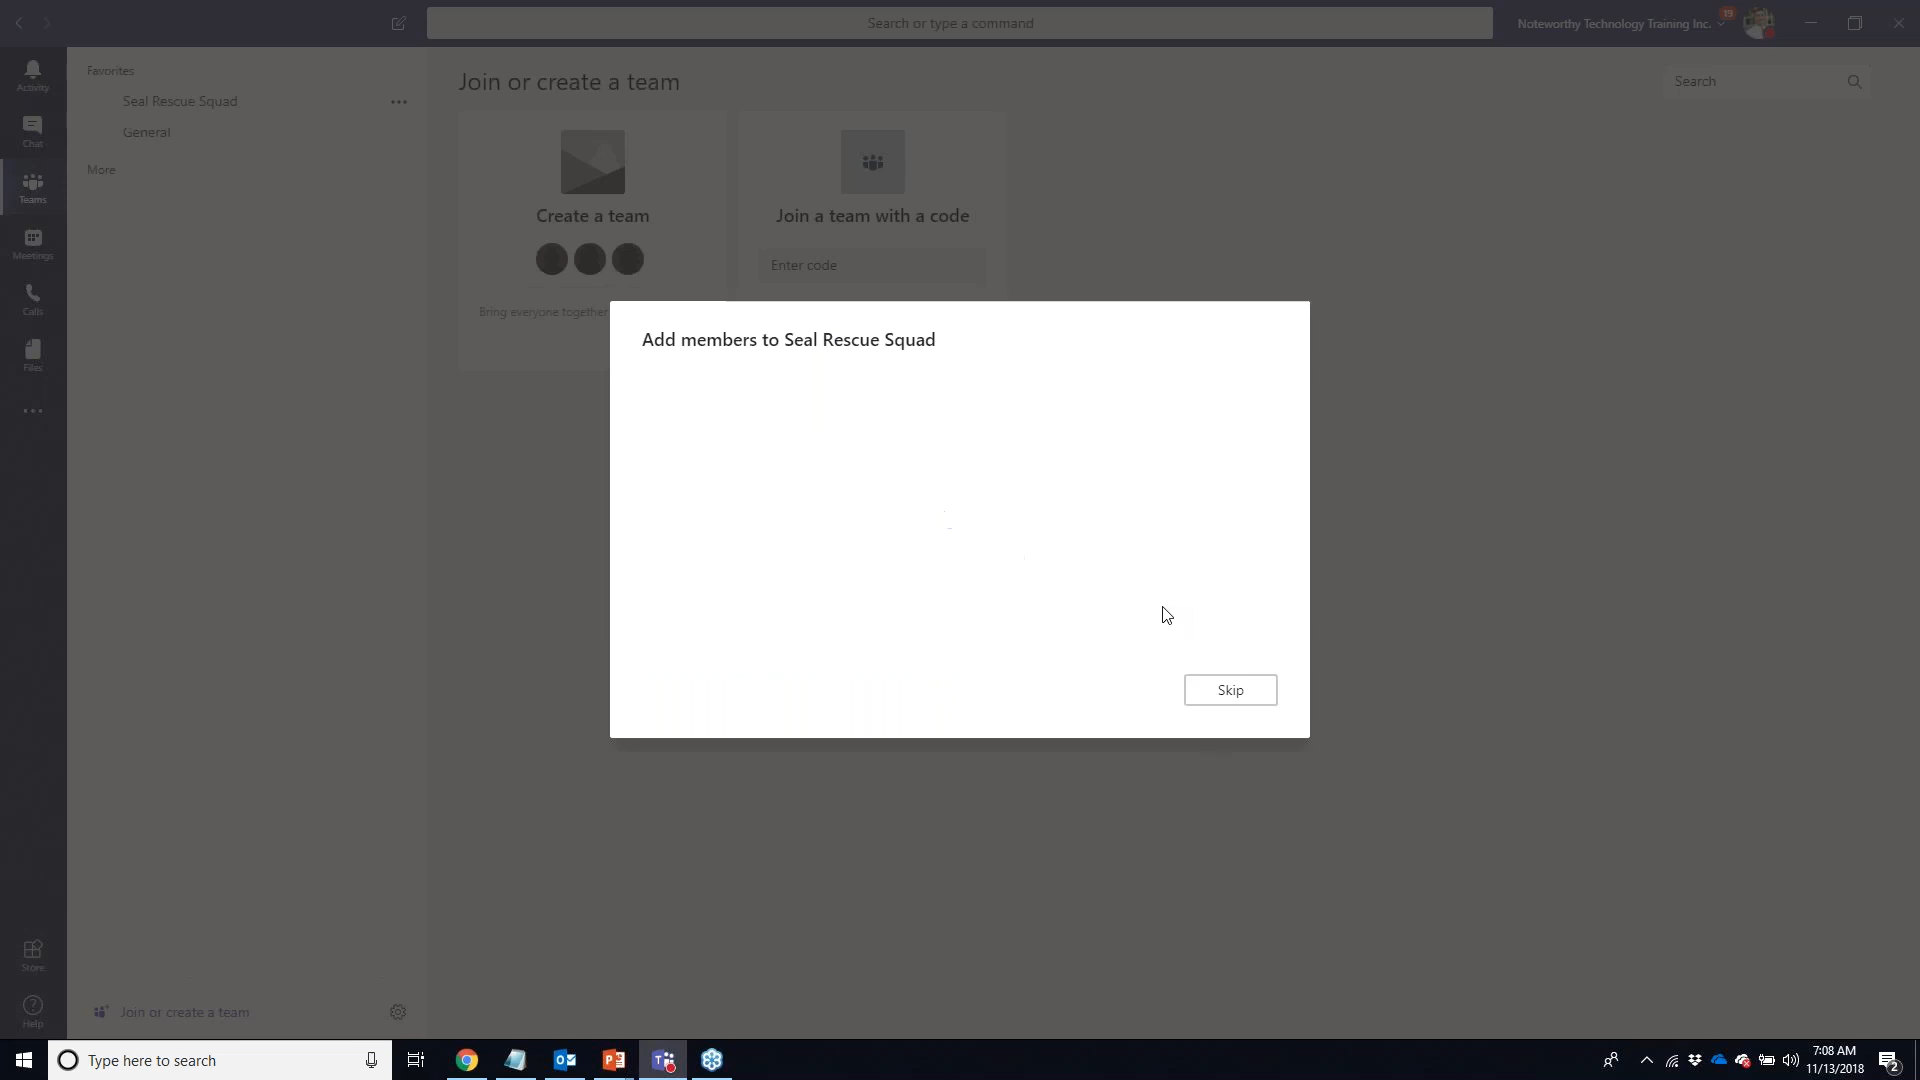 Search or type a command
Noteworthy Technology Training Inc.
19
Activity
Chat
Teams
Meetings
Calls
Files
Store
Help
Favorites
Seal Rescue Squad
General
More
Join or create a team
Join or create a team
Search
Create a team
Bring everyone together
Join a team with a code
Enter code
Add members to Seal Rescue Squad
Skip
Type here to search
7:08 AM
11/13/2018
2